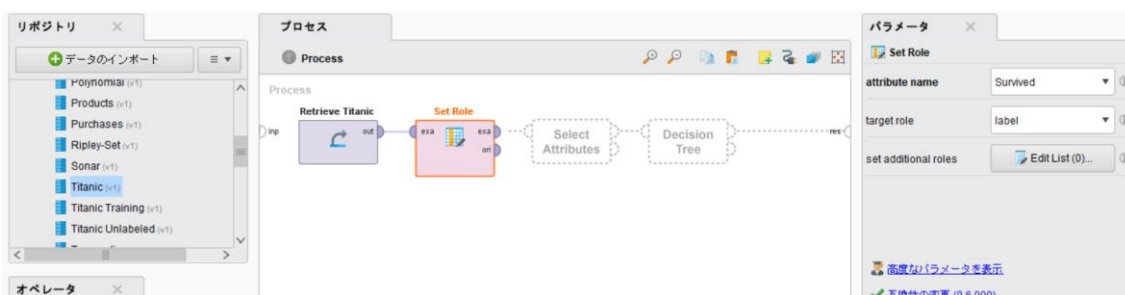 リポジトリ
データのインポート
Polynomial (v1)
Products (v1)
Purchases (v1)
Ripley-Set (v1)
Sonar (v1)
Titanic (v1)
Titanic Training (v1)
Titanic Unlabeled (v1)
オペレータ
プロセス
Process
Process
Retrieve Titanic
Set Role
inp
out
exa
exa
ori
Select Attributes
Decision Tree
res
パラメータ
Set Role
attribute name
Survived
target role
label
set additional roles
Edit List (0)...
高度なパラメータを表示